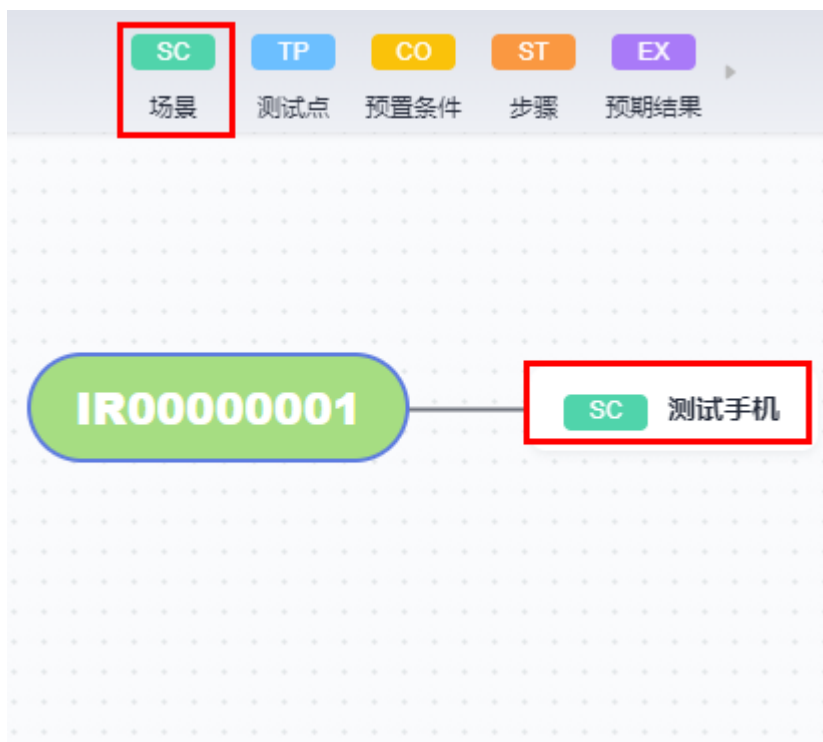 SC TP CO ST EX
场景 测试点 预置条件 步骤 预期结果
IR00000001 SC 测试手机